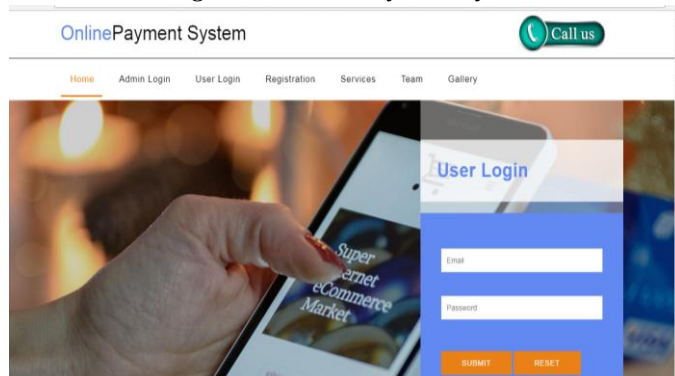 OnlinePayment System
Call us
Home Admin Login User Login Registration Services Team Gallery
User Login
Email
Password
SUBMIT RESET
Super
eCommerce
Market